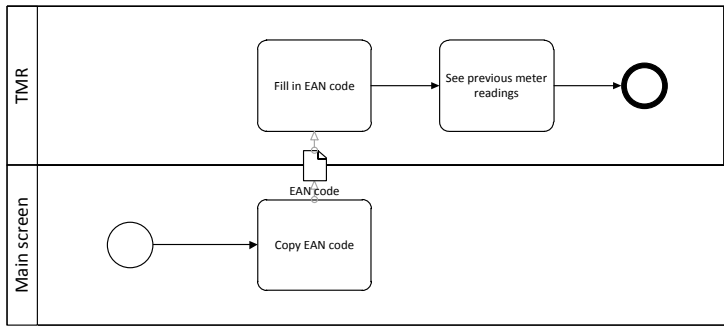 TMR
Fill in EAN code
See previous meter
readings
EAN code
Main screen
Copy EAN code